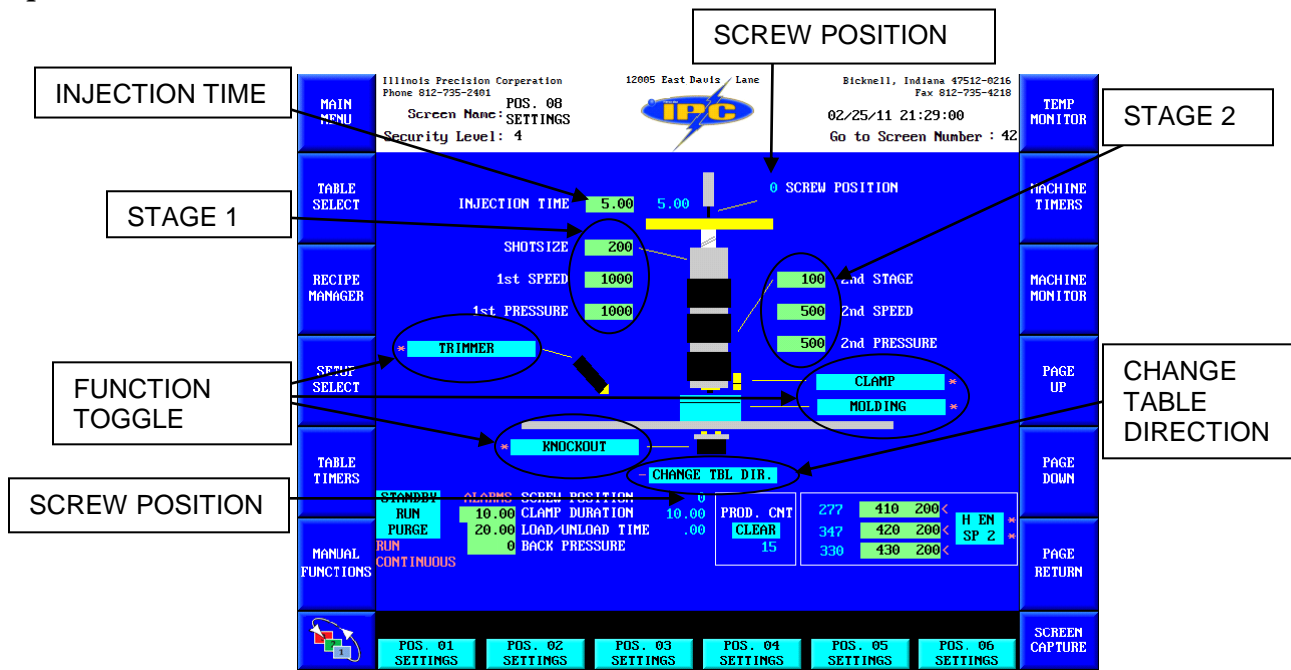 SCREW POSITION
INJECTION TIME
STAGE 1
FUNCTION
TOGGLE
SCREW POSITION
STAGE 2
CHANGE
TABLE
DIRECTION
Illinois Precision Corperation
Phone 812-735-2401
12005 East Davis Lane
Bicknell, Indiana 47512-0216
Fax 812-735-4218
Screen Name: POS. 08
SETTINGS
Security Level: 4
IPC
02/25/11 21:29:00
Go to Screen Number : 42
MAIN
MENU
TABLE
SELECT
RECIPE
MANAGER
SETUP
SELECT
TABLE
TIMERS
MANUAL
FUNCTIONS
TEMP
MONITOR
MACHINE
TIMERS
MACHINE
MONITOR
PAGE
UP
PAGE
DOWN
PAGE
RETURN
SCREEN
CAPTURE
0 SCREW POSITION
INJECTION TIME 5.00 5.00
SHOTSIZE 200
1st SPEED 1000
1st PRESSURE 1000
100 2nd STAGE
500 2nd SPEED
500 2nd PRESSURE
* TRIMMER
CLAMP *
MOLDING *
* KNOCKOUT
- CHANGE TBL DIR.
STANDBY ALARMS SCREW POSITION 0
RUN 10.00 CLAMP DURATION 10.00
PURGE 20.00 LOAD/UNLOAD TIME .00
RUN 0 BACK PRESSURE
CONTINUOUS
PROD. CNT
CLEAR
15
277 410 200<
347 420 200<
330 430 200<
H EN *
SP 2 *
POS. 01
SETTINGS
POS. 02
SETTINGS
POS. 03
SETTINGS
POS. 04
SETTINGS
POS. 05
SETTINGS
POS. 06
SETTINGS